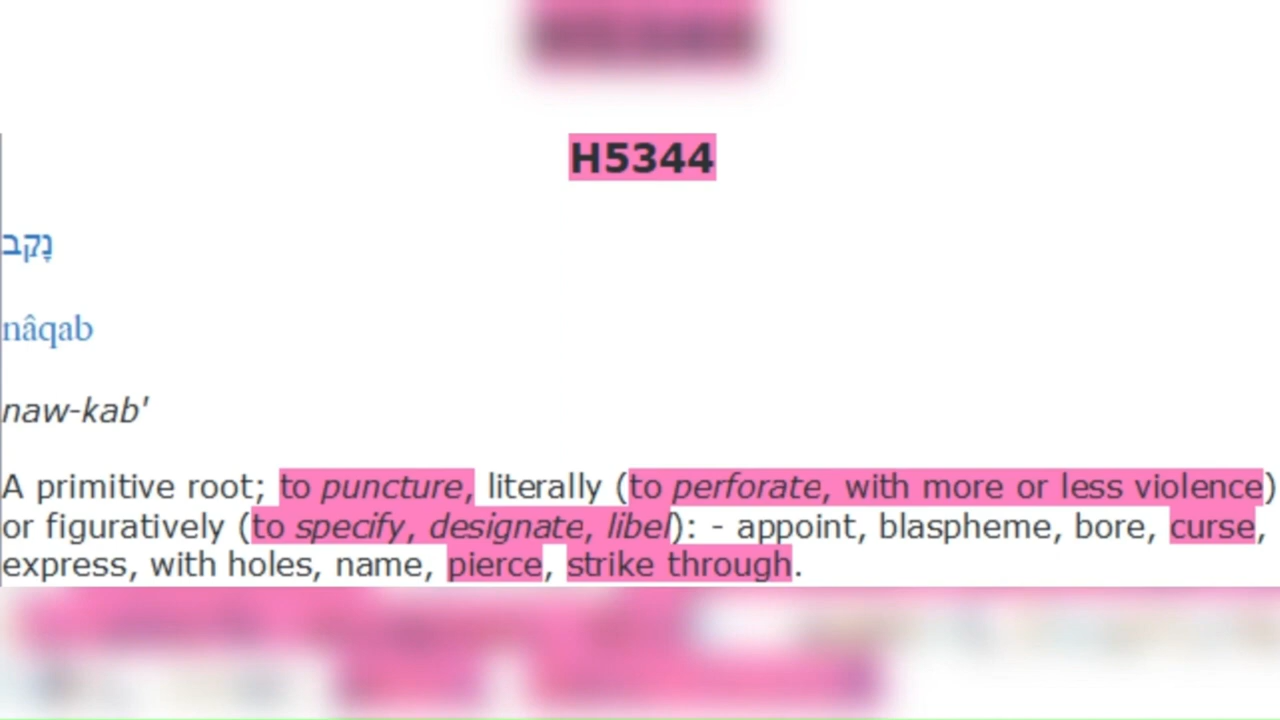 H5344
נָקַב
nâqab
naw-kab'
A primitive root; to puncture, literally (to perforate, with more or less violence)
or figuratively (to specify, designate, libel): - appoint, blaspheme, bore, curse,
express, with holes, name, pierce, strike through.